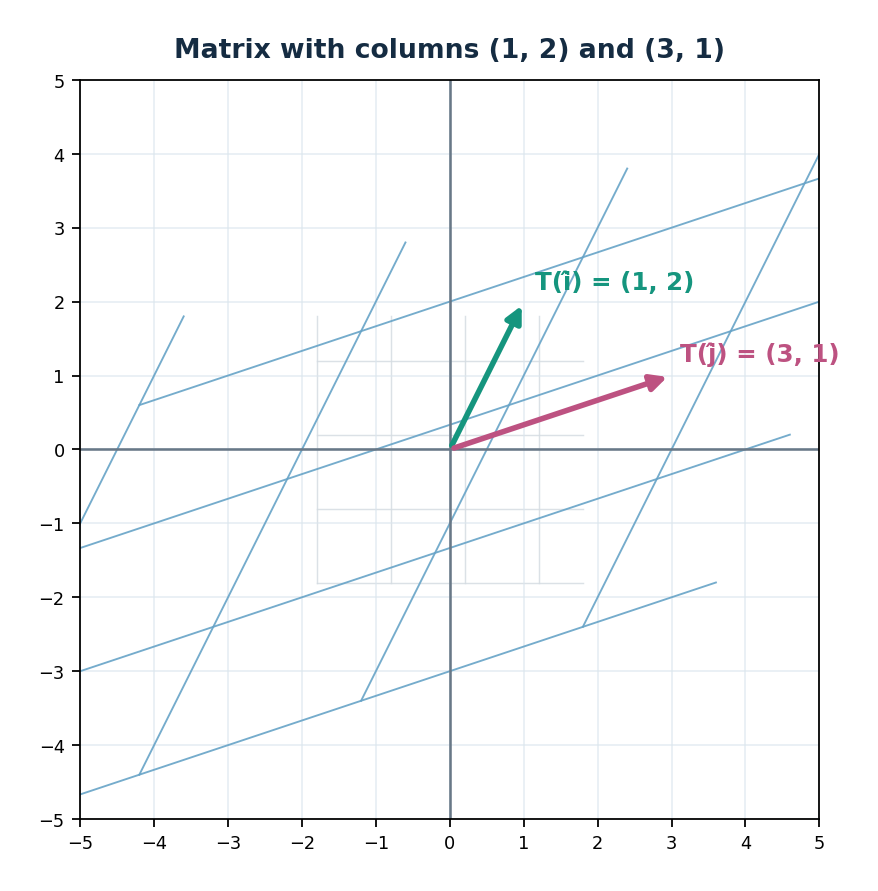 Matrix with columns (1, 2) and (3, 1)
5
4
3
2
1
0
−1
−2
−3
−4
−5
T(î) = (1, 2)
T(ĵ) = (3, 1)
−5 −4 −3 −2 −1 0 1 2 3 4 5